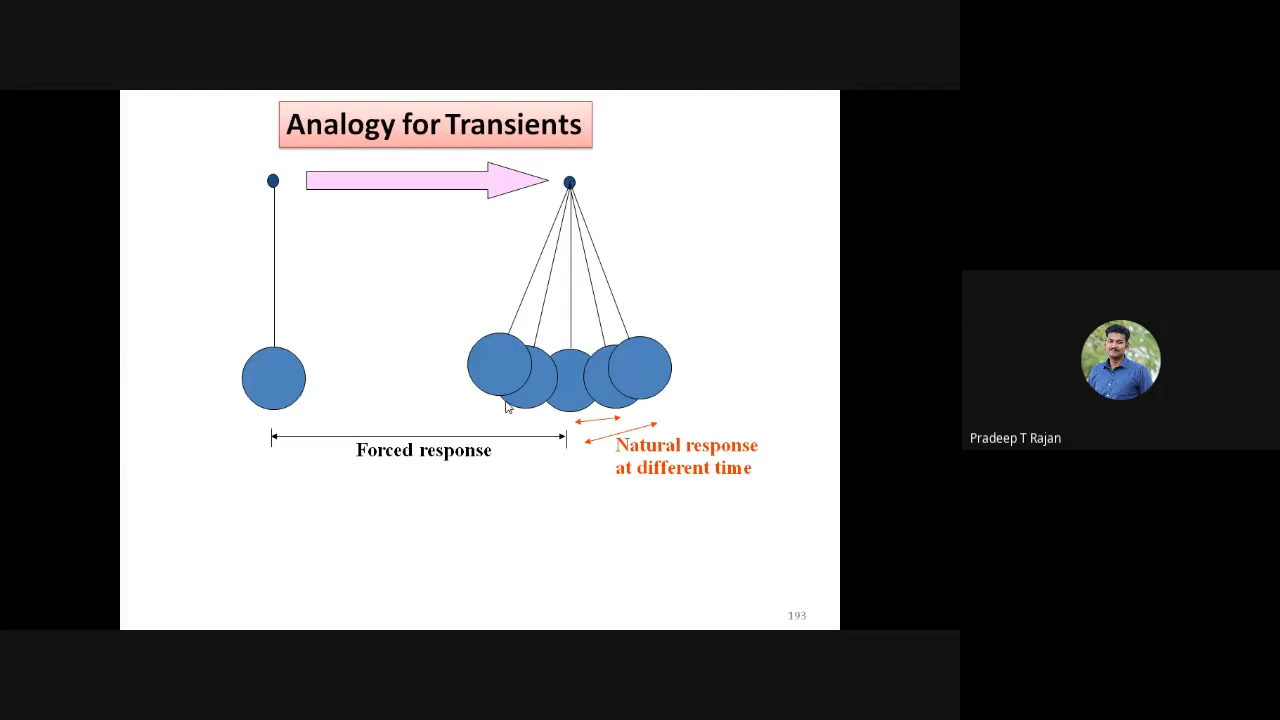 Analogy for Transients
Forced response
Natural response
at different time
193
Pradeep T Rajan